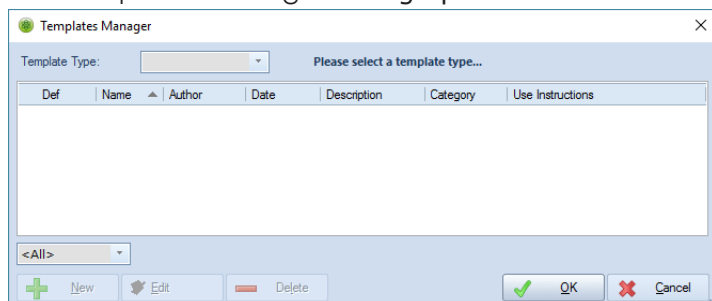 Templates Manager
Template Type: Please select a template type...
Def Name Author Date Description Category Use Instructions
<All>
New Edit Delete OK Cancel